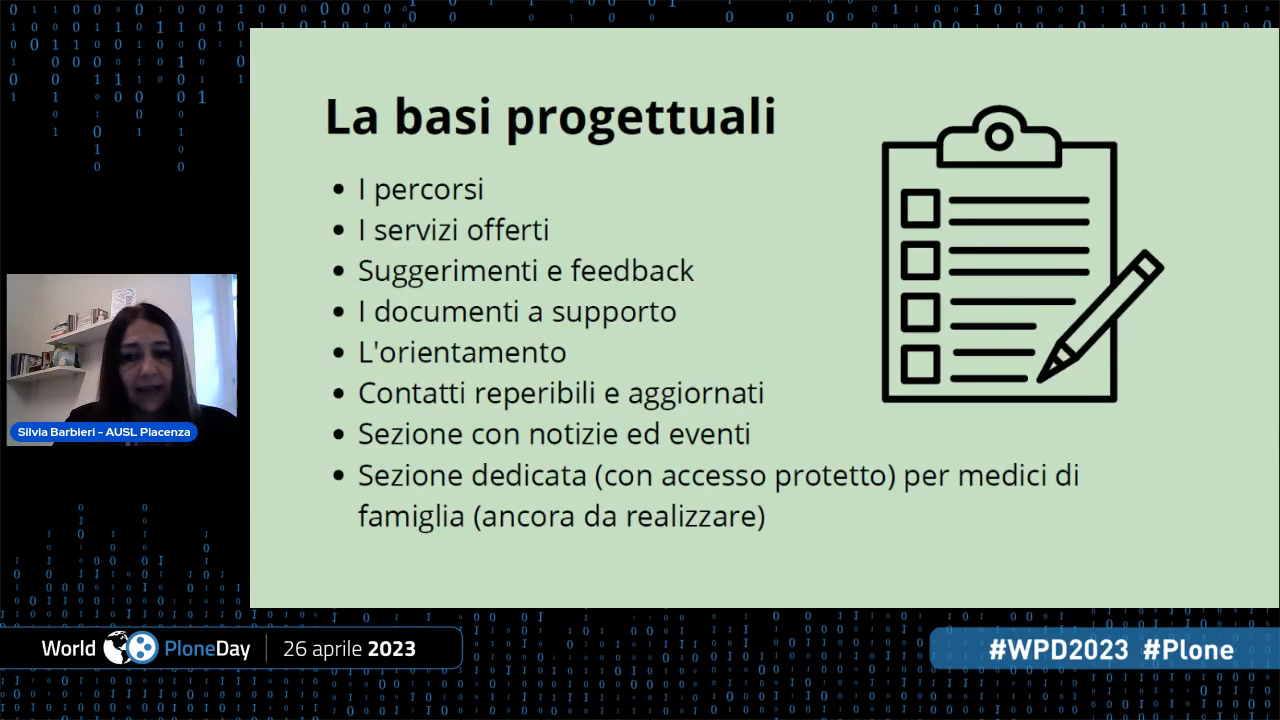 La basi progettuali
I percorsi
I servizi offerti
Suggerimenti e feedback
I documenti a supporto
L'orientamento
Contatti reperibili e aggiornati
Sezione con notizie ed eventi
Sezione dedicata (con accesso protetto) per medici di
famiglia (ancora da realizzare)
Silvia Barbieri - AUSL Piacenza
World PloneDay 26 aprile 2023
#WPD2023 #Plone